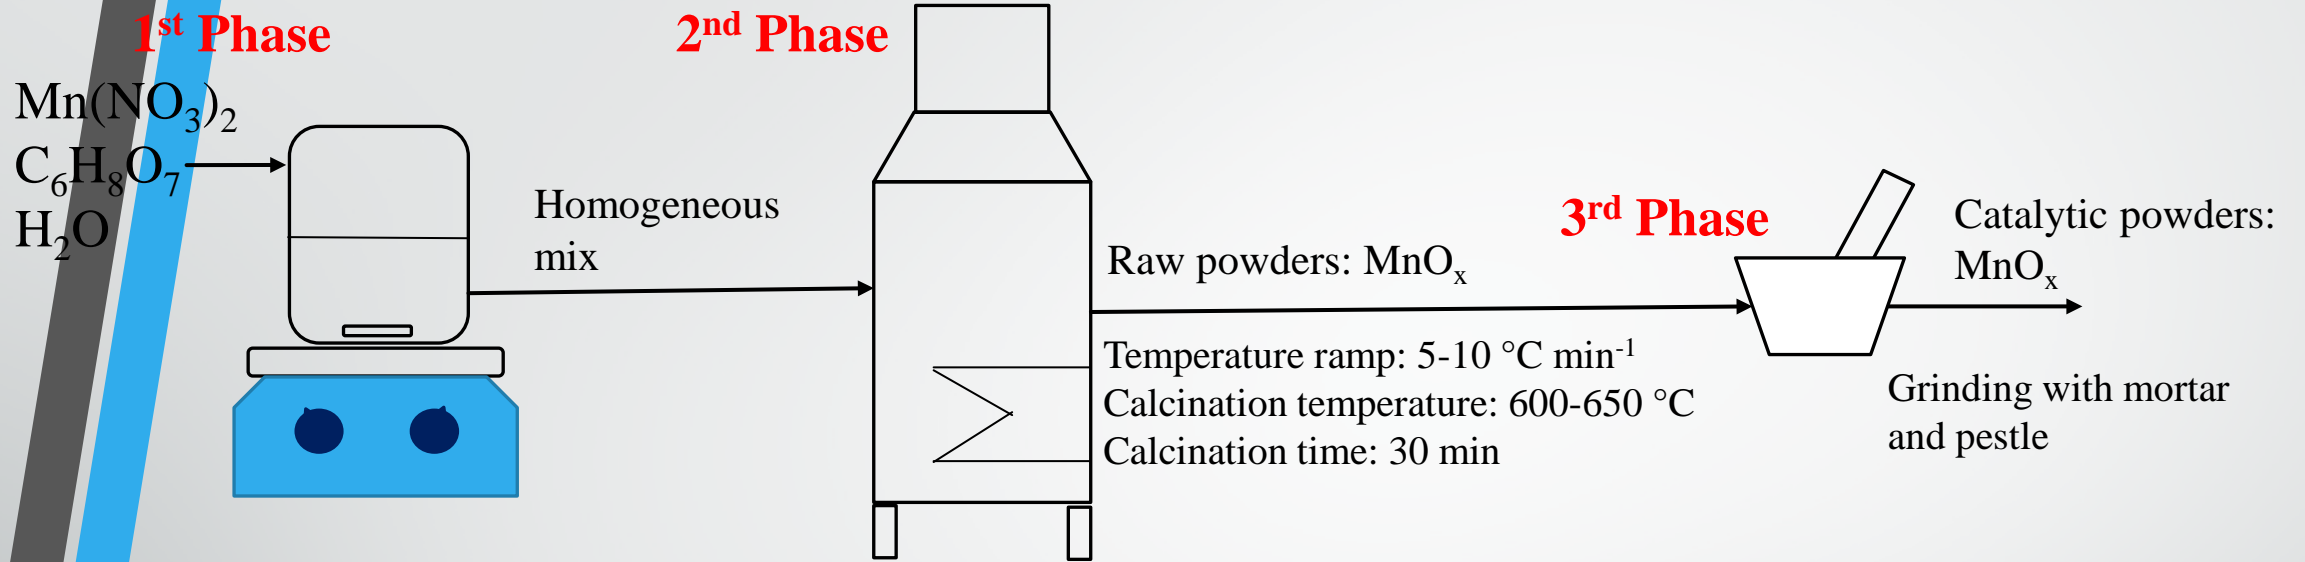 1st Phase
Mn(NO3)2
C6H8O7
H2O
Homogeneous
mix
2nd Phase
Raw powders: MnOx
Temperature ramp: 5-10 °C min-1
Calcination temperature: 600-650 °C
Calcination time: 30 min
3rd Phase
Catalytic powders:
MnOx
Grinding with mortar
and pestle